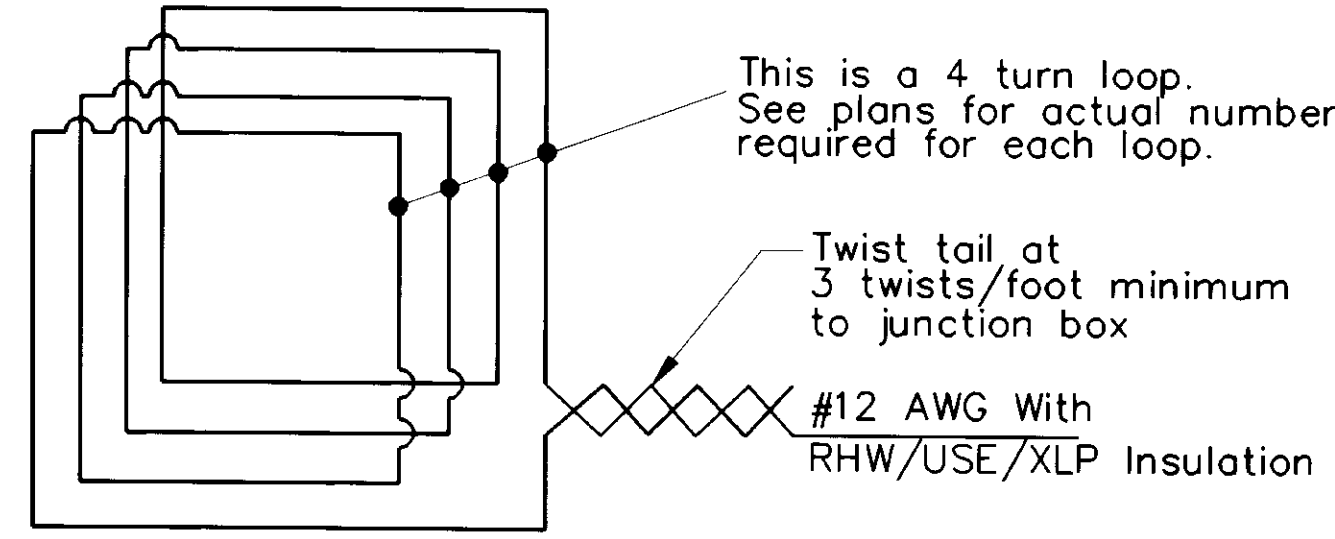 This is a 4 turn loop.
See plans for actual number
required for each loop.
Twist tail at
3 twists/foot minimum
to junction box
#12 AWG With
RHW/USE/XLP Insulation